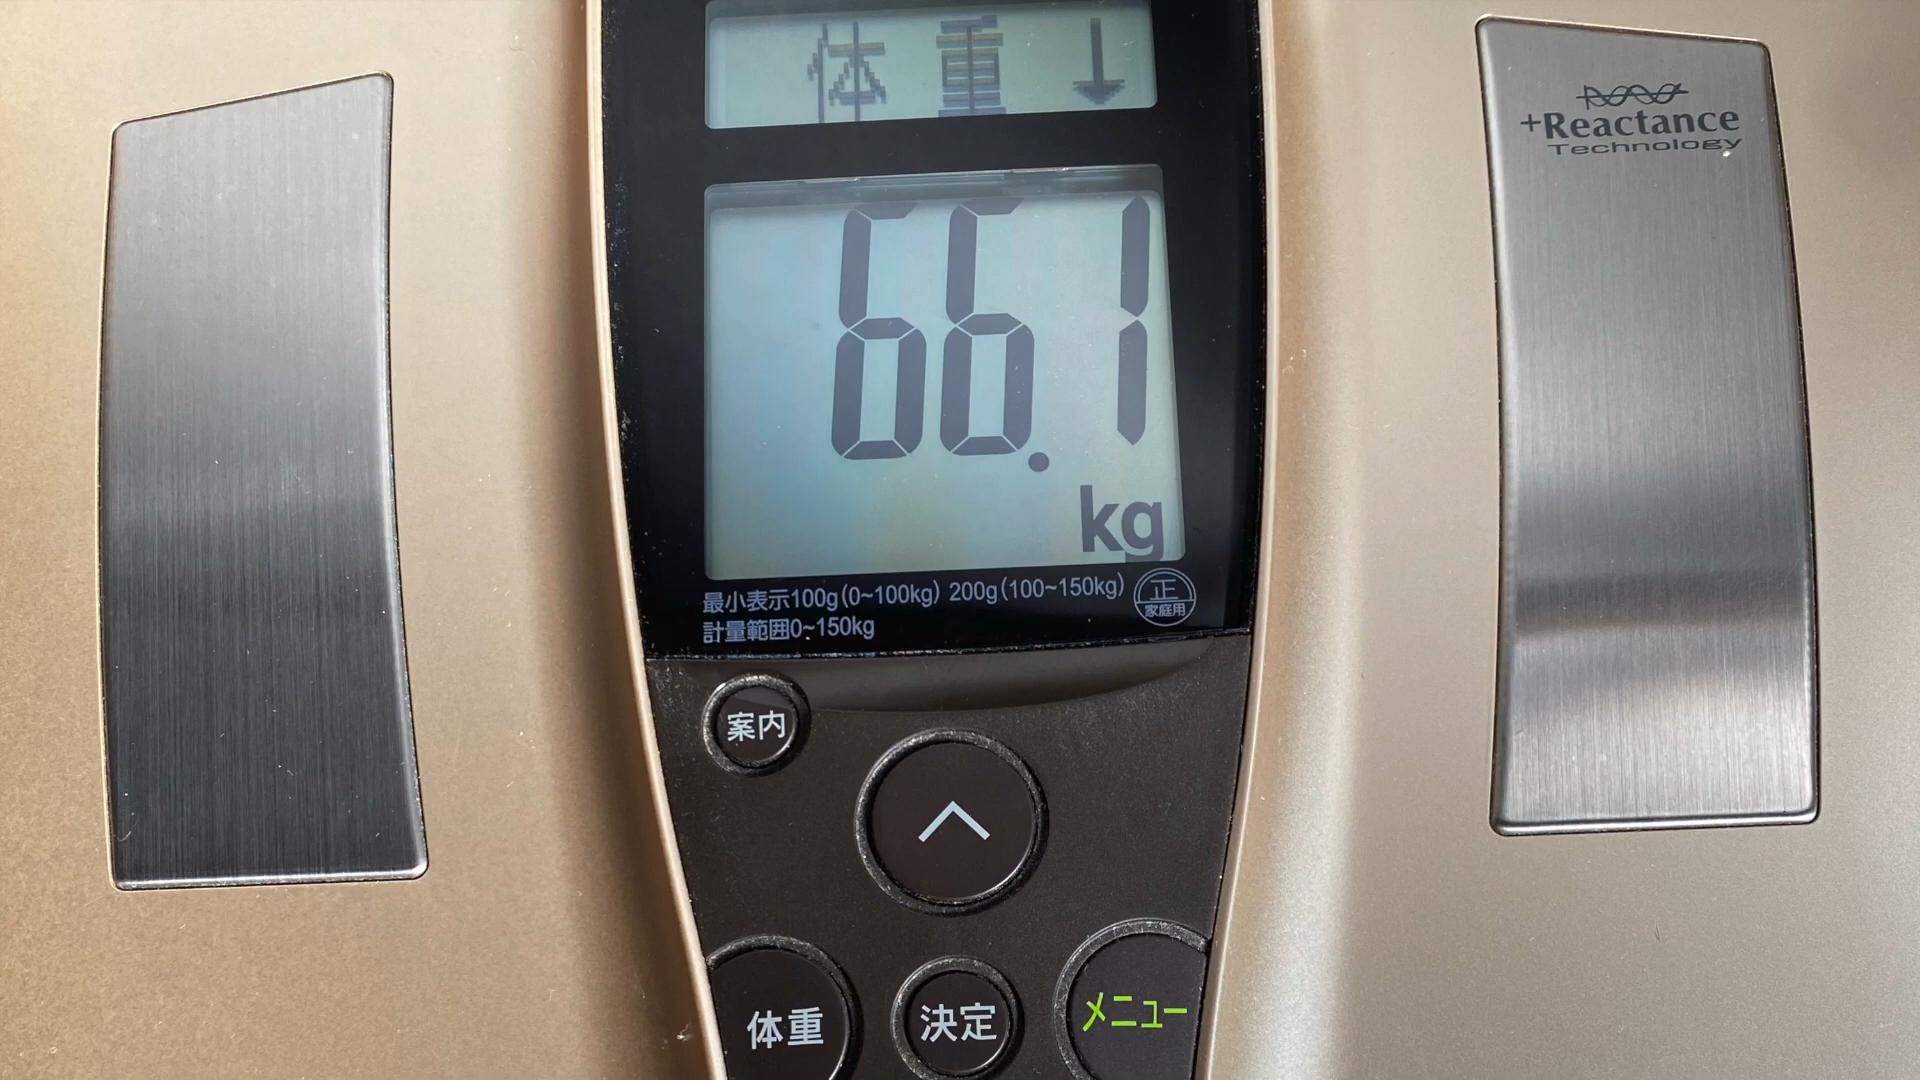 体重↓
+Reactance
Technology
66.1
kg
最小表示100g(0~100kg) 200g(100~150kg)
正
家庭用
計量範囲0~150kg
案内
体重
決定
メニュー